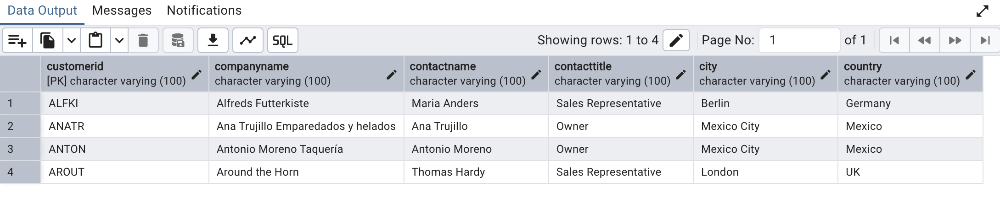 Data Output Messages Notifications
SQL Showing rows: 1 to 4 Page No: 1 of 1
customerid companyname contactname contacttitle city country
[PK] character varying (100) character varying (100) character varying (100) character varying (100) character varying (100) character varying (100)
1 ALFKI Alfreds Futterkiste Maria Anders Sales Representative Berlin Germany
2 ANATR Ana Trujillo Emparedados y helados Ana Trujillo Owner Mexico City Mexico
3 ANTON Antonio Moreno Taquería Antonio Moreno Owner Mexico City Mexico
4 AROUT Around the Horn Thomas Hardy Sales Representative London UK